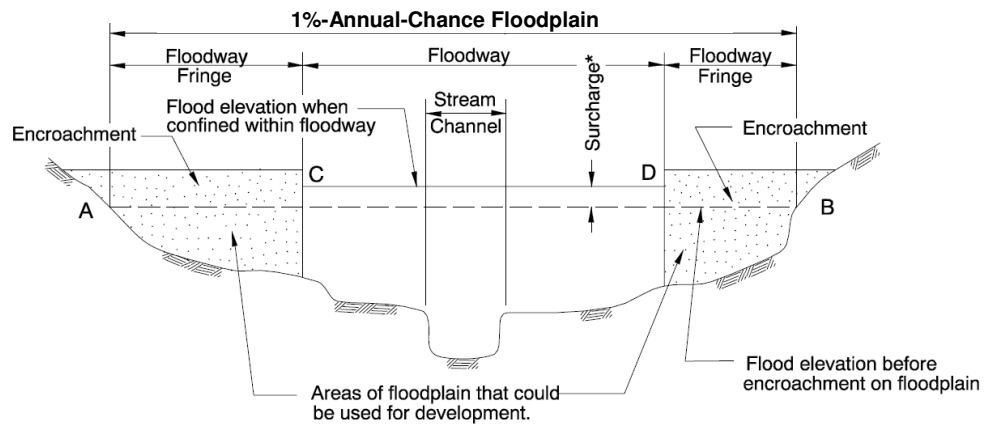 1%-Annual-Chance Floodplain
Floodway
Fringe
Floodway
Floodway
Fringe
Surcharge*
Flood elevation when
confined within floodway
Stream
Channel
Encroachment
Encroachment
C
D
A
B
Areas of floodplain that could
be used for development.
Flood elevation before
encroachment on floodplain